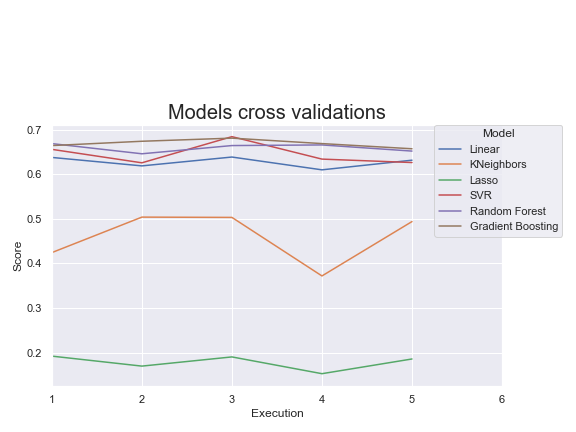 Models cross validations
Model
Linear
KNeighbors
Lasso
SVR
Random Forest
Gradient Boosting
Score
0.7
0.6
0.5
0.4
0.3
0.2
1 2 3 4 5 6
Execution